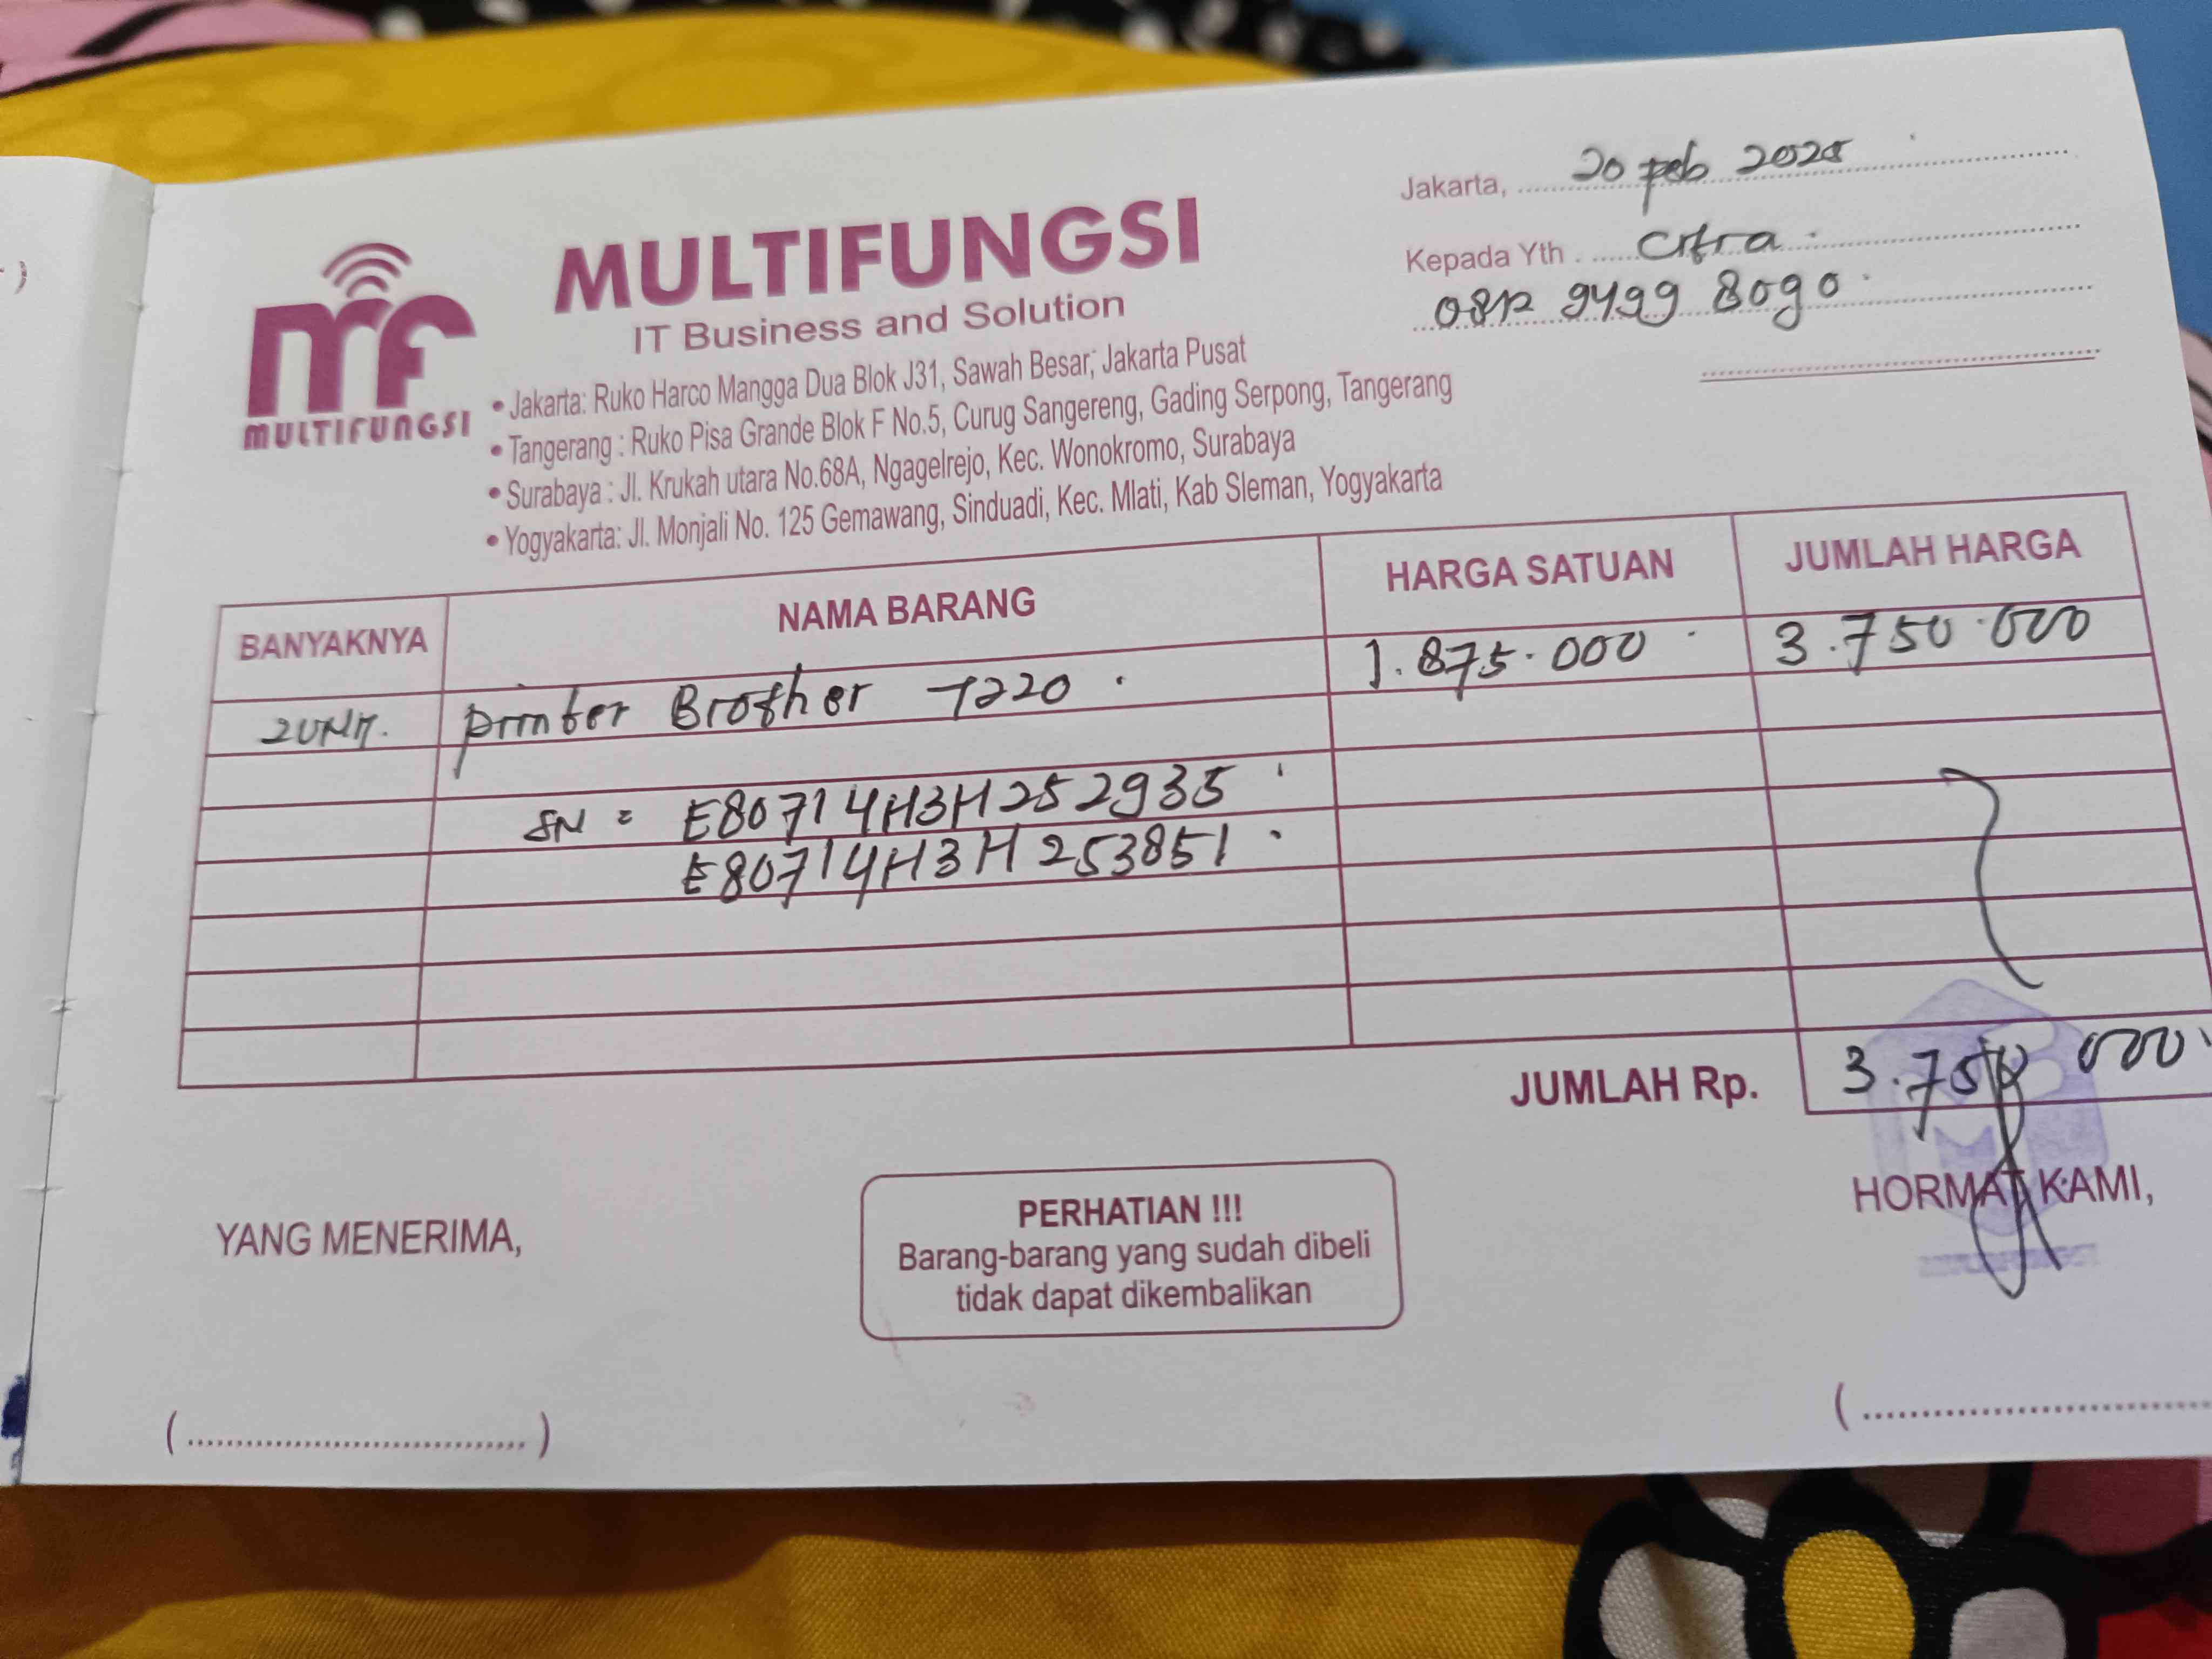 )
mf
MULTIFUNGSI
MULTIFUNGSI
IT Business and Solution
• Jakarta: Ruko Harco Mangga Dua Blok J31, Sawah Besar, Jakarta Pusat
• Tangerang : Ruko Pisa Grande Blok F No.5, Curug Sangereng, Gading Serpong, Tangerang
• Surabaya : Jl. Krukah utara No.68A, Ngagelrejo, Kec. Wonokromo, Surabaya
• Yogyakarta: Jl. Monjali No. 125 Gemawang, Sinduadi, Kec. Mlati, Kab Sleman, Yogyakarta
Jakarta, 20 feb 2025
Kepada Yth . Citra
0812 9499 8090
BANYAKNYA NAMA BARANG HARGA SATUAN JUMLAH HARGA
2 unit. printer Brother T220 1.875.000 3.750.000
SN = E80714H3H252935
E80714H3H253851
JUMLAH Rp. 3.750.000
YANG MENERIMA,
PERHATIAN !!!
Barang-barang yang sudah dibeli
tidak dapat dikembalikan
HORMAT KAMI,
(....................................)
(....................................